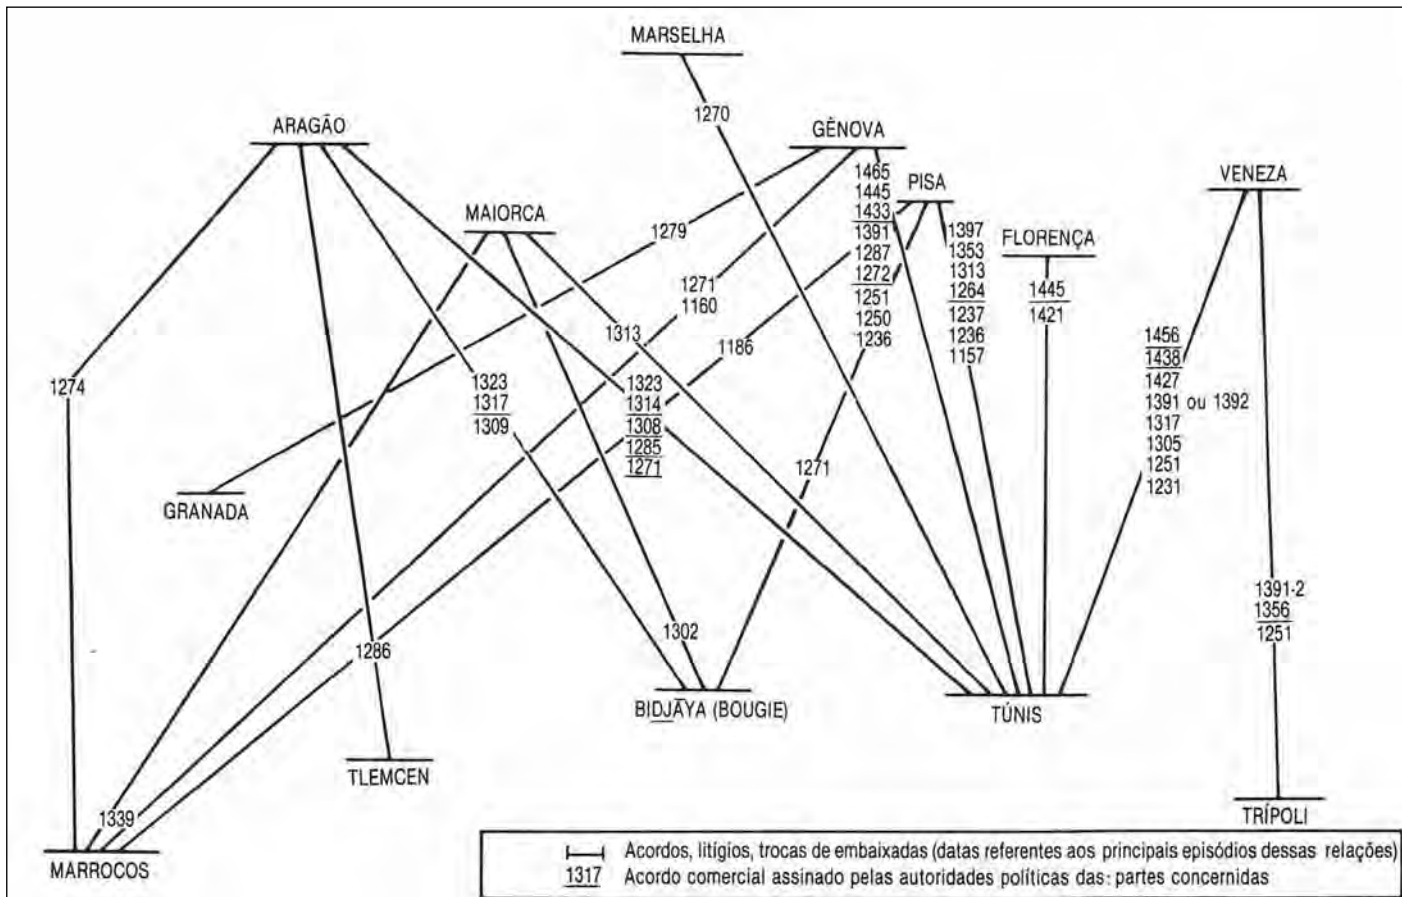 MARSELHA
1270
ARAGÃO
GÊNOVA
1465
1445
1433
1391
1287
1272
1251
1250
1236
PISA
VENEZA
MAIORCA
1279
1397
1353
1313
1264
1237
1236
1157
FLORENÇA
1445
1421
1271
1160
1313
1186
1456
1438
1427
1391 ou 1392
1317
1305
1251
1231
1274
1323
1317
1309
1323
1314
1308
1285
1271
1271
GRANADA
1391-2
1356
1251
1286
1302
BIDJĀYA (BOUGIE)
TÚNIS
TLEMCEN
TRÍPOLI
1339
MARROCOS
Acordos, litígios, trocas de embaixadas (datas referentes aos principais episódios dessas relações)
1317 Acordo comercial assinado pelas autoridades políticas das: partes concernidas